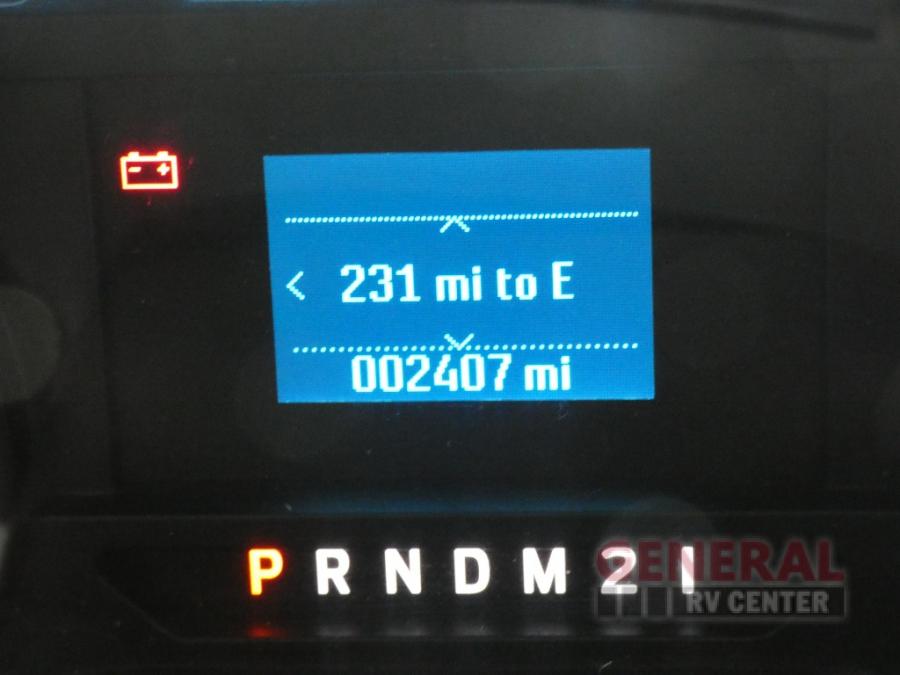 231 mi to E
002407 mi
P R N D M 2 1
GENERAL
RV CENTER